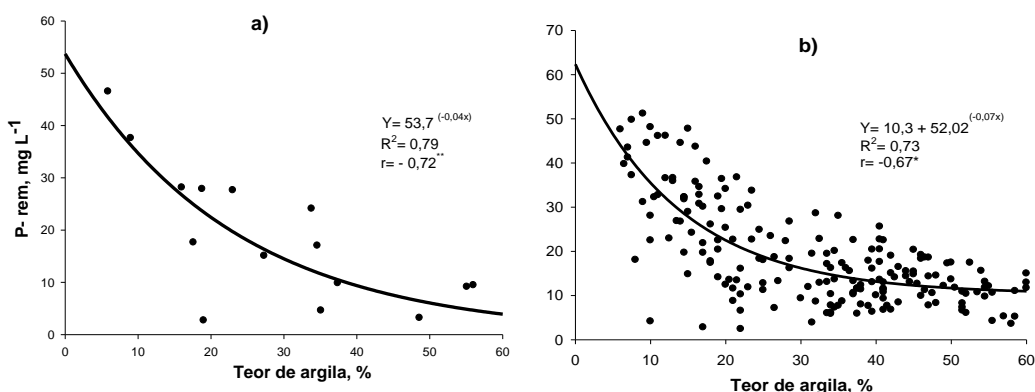 a)
60
50
40
30
20
10
0
P- rem, mg L-1
Y= 53,7 (-0,04x)
R2= 0,79
r= - 0,72**
0 10 20 30 40 50 60
Teor de argila, %
b)
70
60
50
40
30
20
10
0
Y = 10,3 + 52,02(-0,07x)
R2 = 0,73
r= -0,67*
0 10 20 30 40 50 60
Teor de argila, %